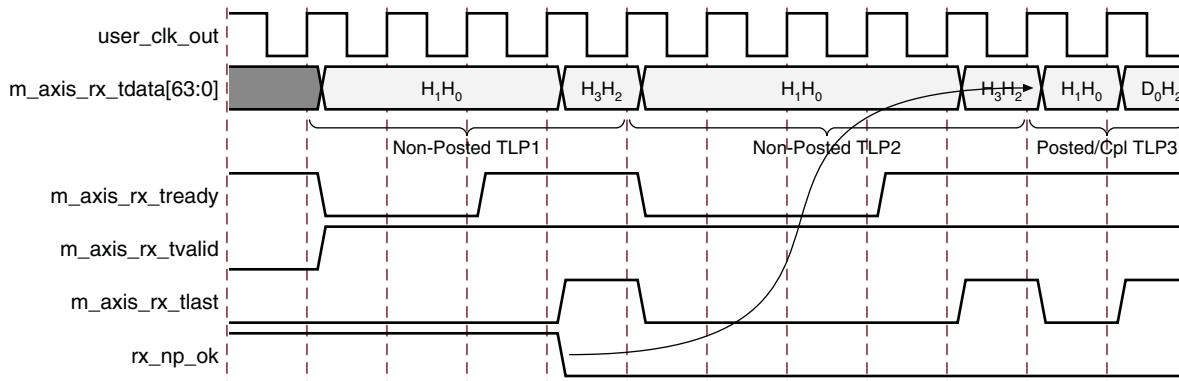 user_clk_out
m_axis_rx_tdata[63:0] H₁H₀ H₃H₂ H₁H₀ H₃H₂ H₁H₀ D₀H₂
Non-Posted TLP1 Non-Posted TLP2 Posted/Cpl TLP3
m_axis_rx_tready
m_axis_rx_tvalid
m_axis_rx_tlast
rx_np_ok